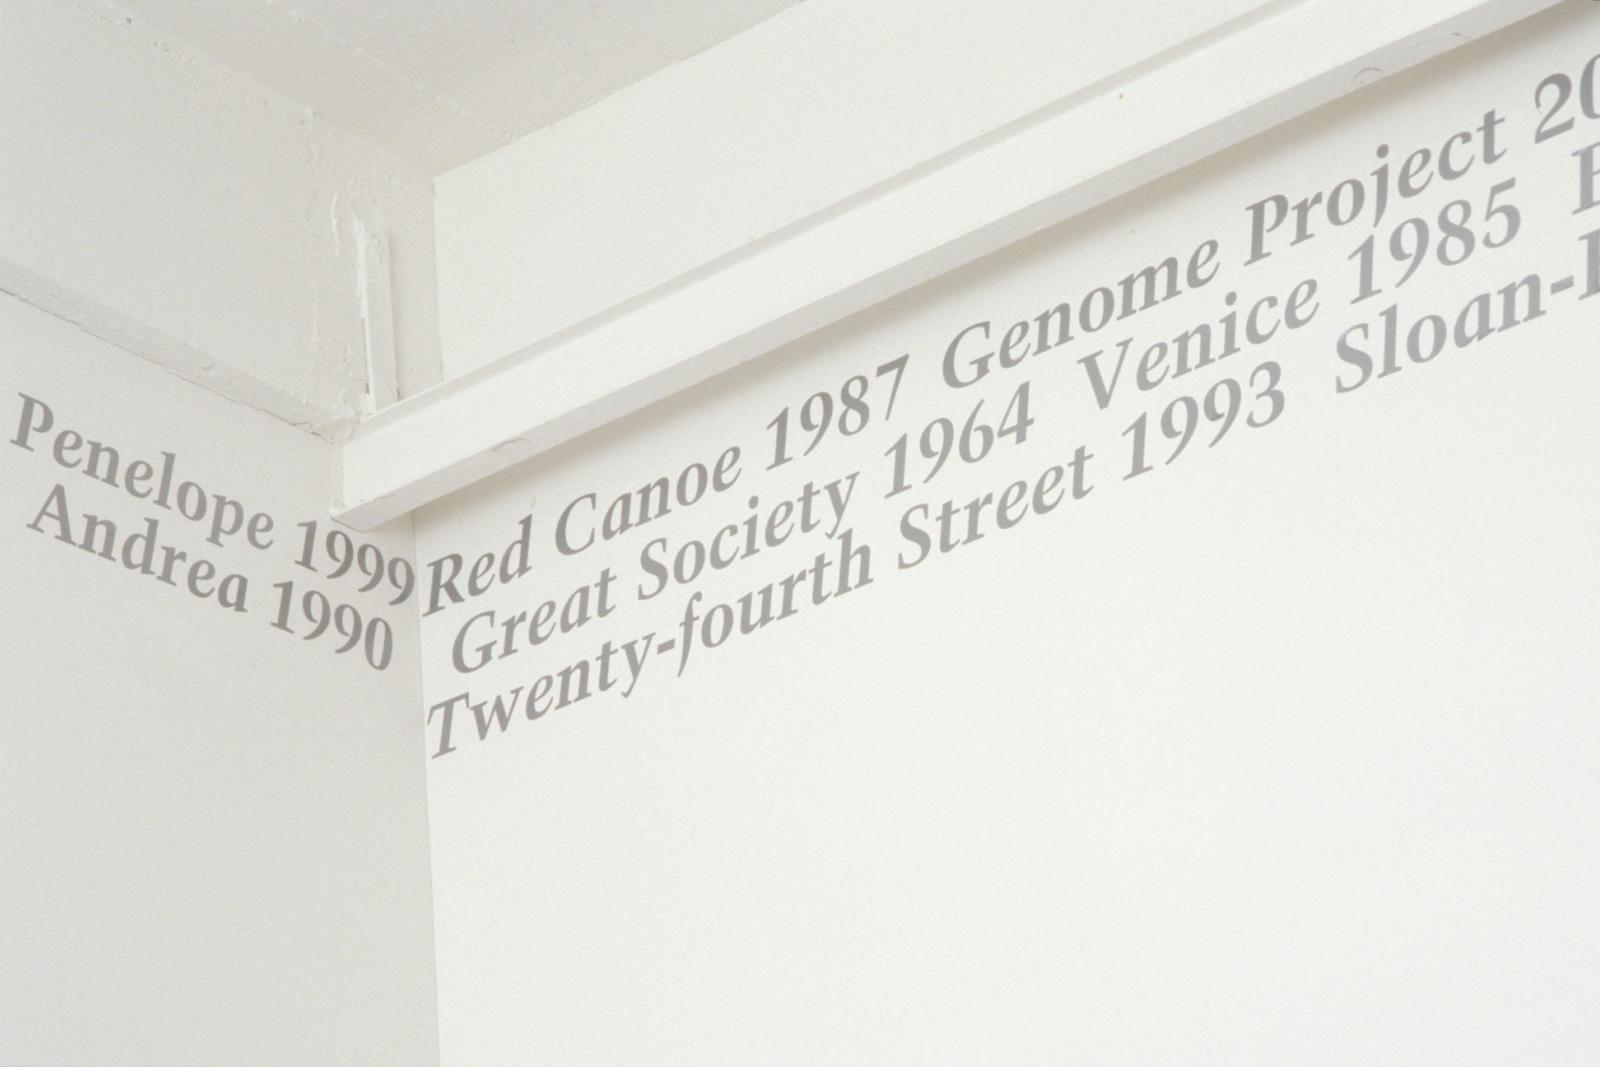 Penelope 1999
Andrea 1990
Red Canoe 1987 Genome Project 20
Great Society 1964 Venice 1985
Twenty-fourth Street 1993 Sloan-